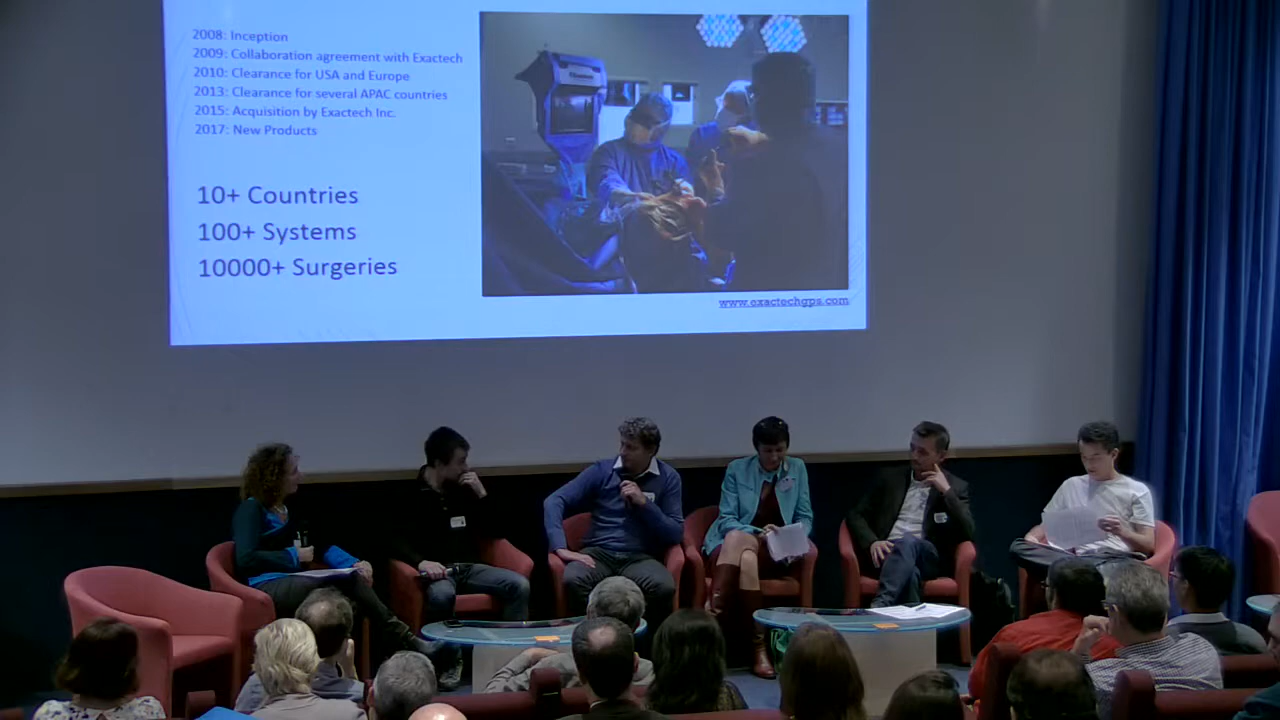 2008: Inception
2009: Collaboration agreement with Exactech
2010: Clearance for USA and Europe
2013: Clearance for several APAC countries
2015: Acquisition by Exactech Inc.
2017: New Products
10+ Countries
100+ Systems
10000+ Surgeries
www.exactechgps.com